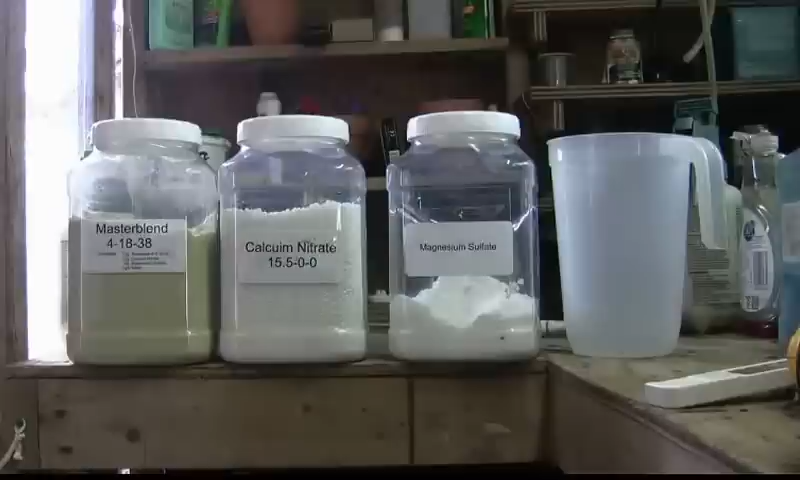 Masterblend
4-18-38
Calcuim Nitrate
15.5-0-0
Magnesium Sulfate